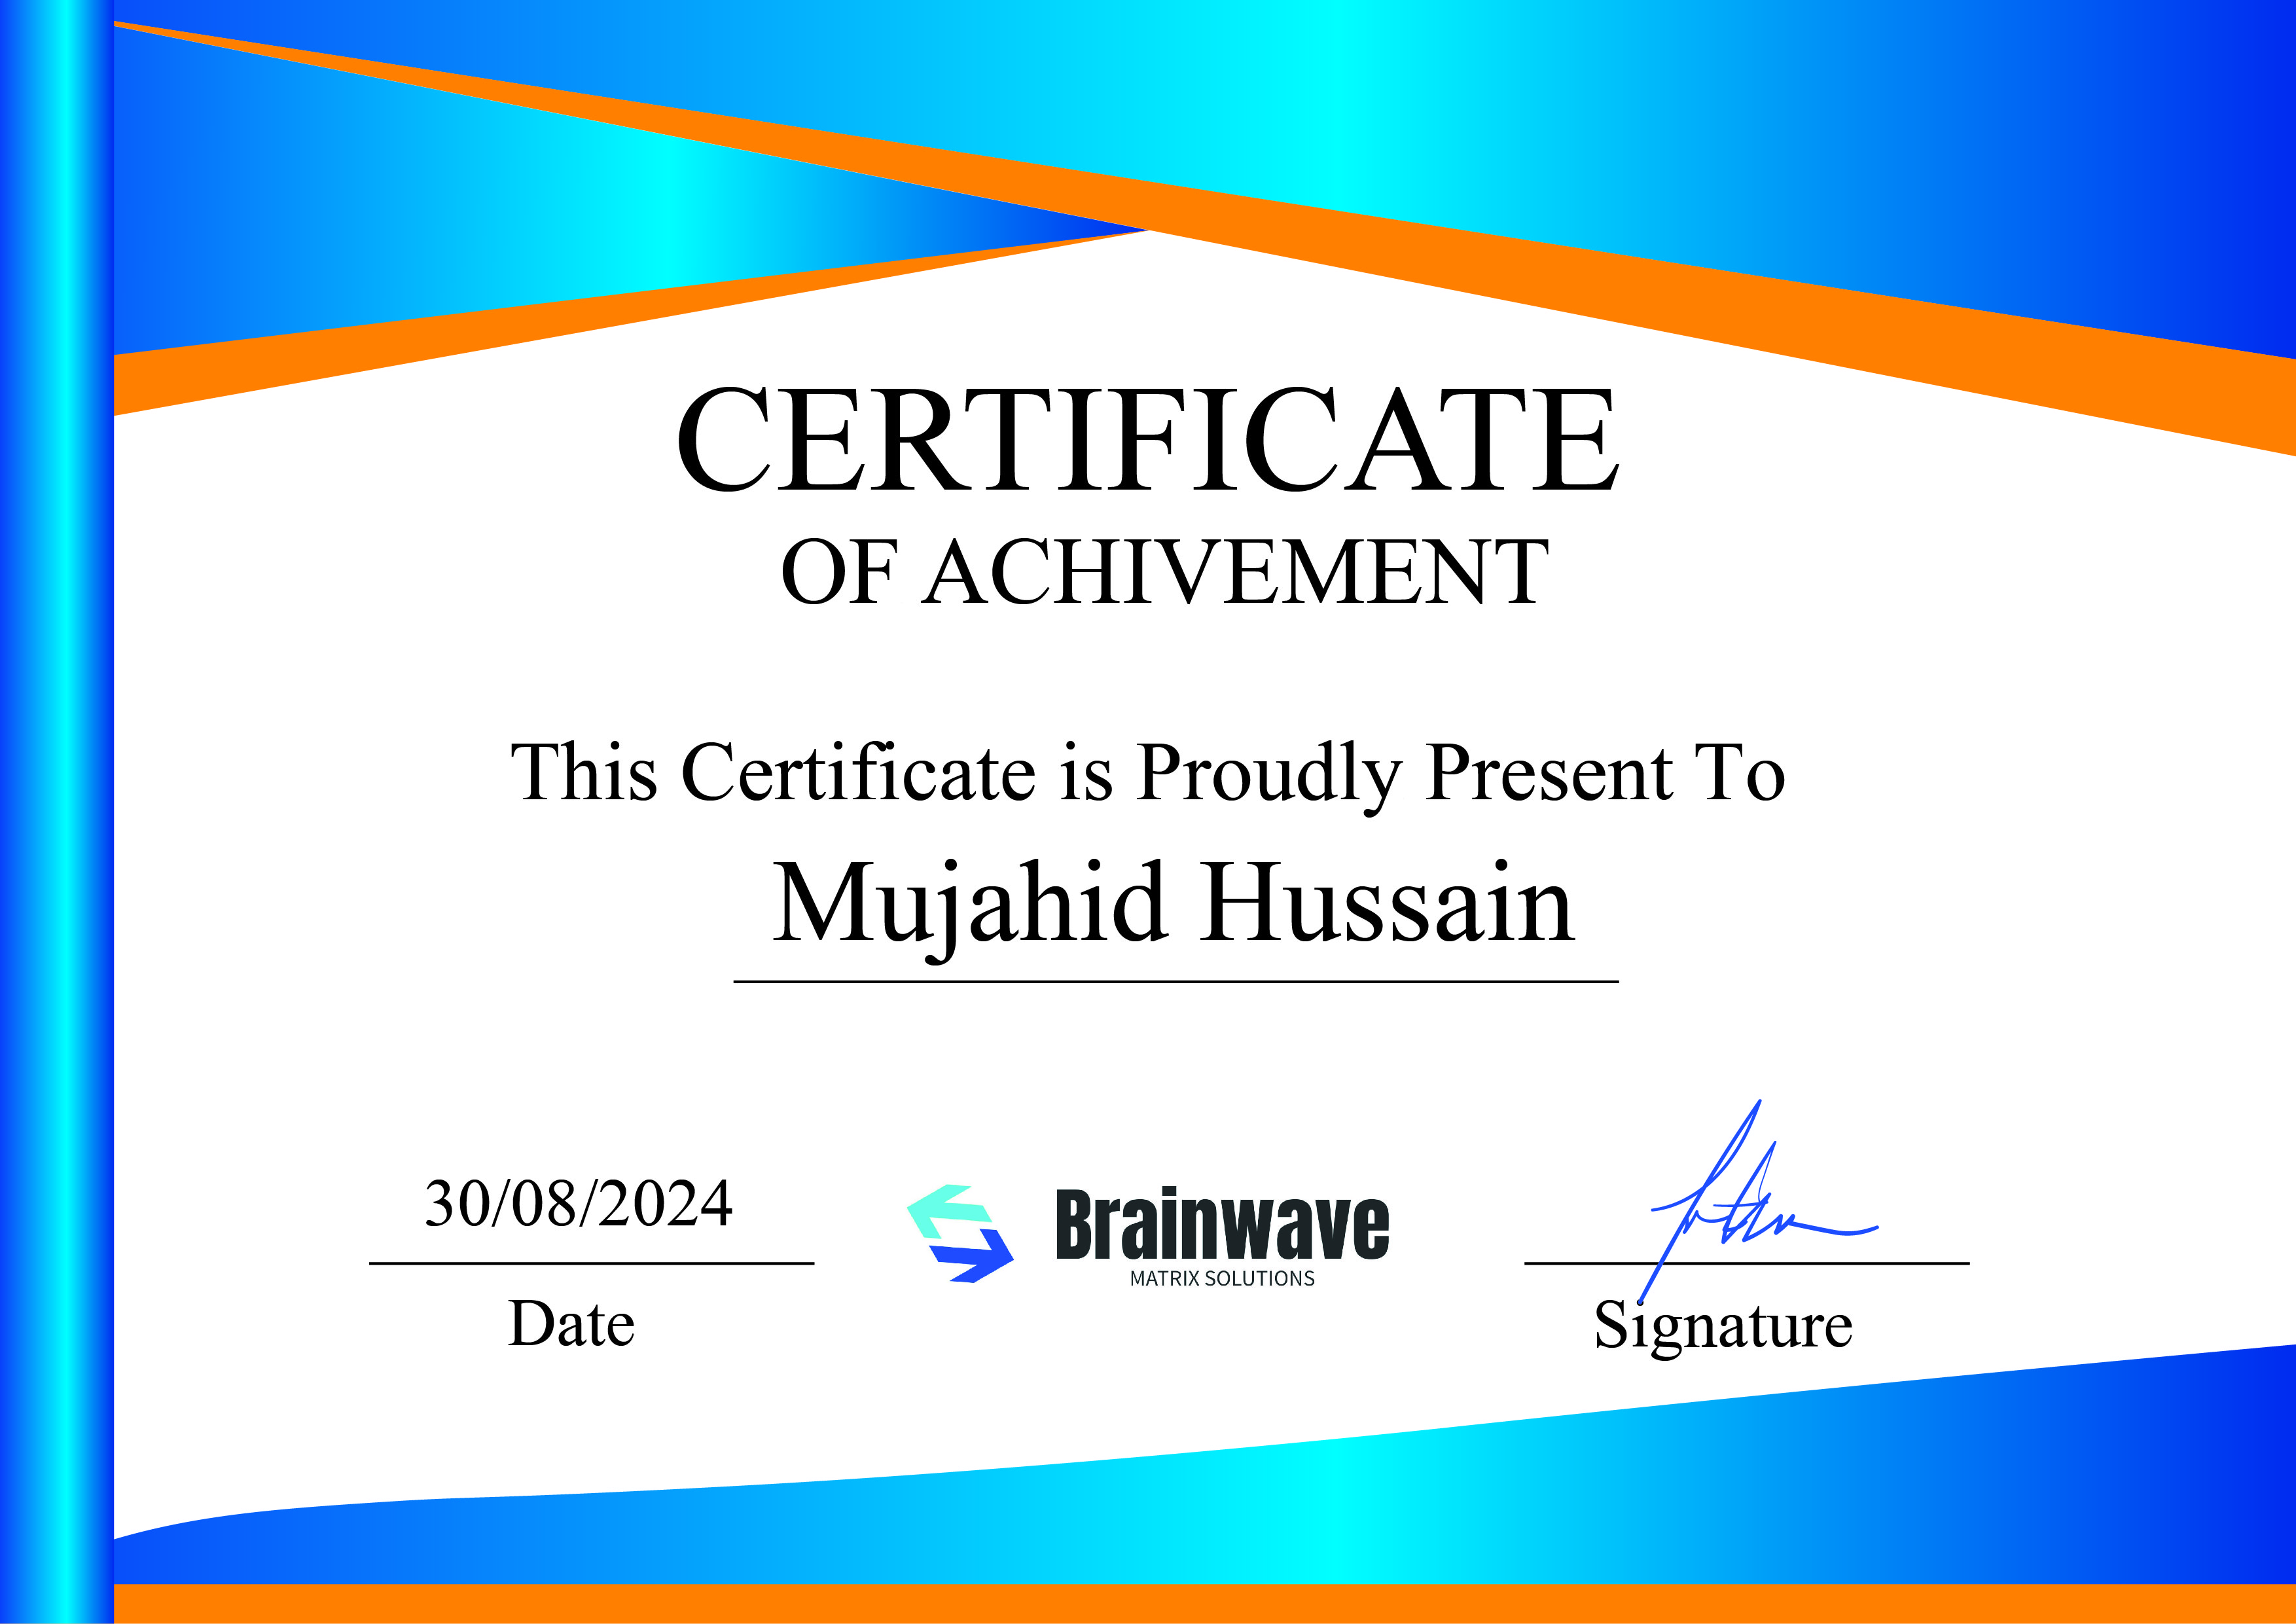 CERTIFICATE
OF ACHIVEMENT
This Certificate is Proudly Present To
Mujahid Hussain
30/08/2024
Date
Brainwave
MATRIX SOLUTIONS
Signature